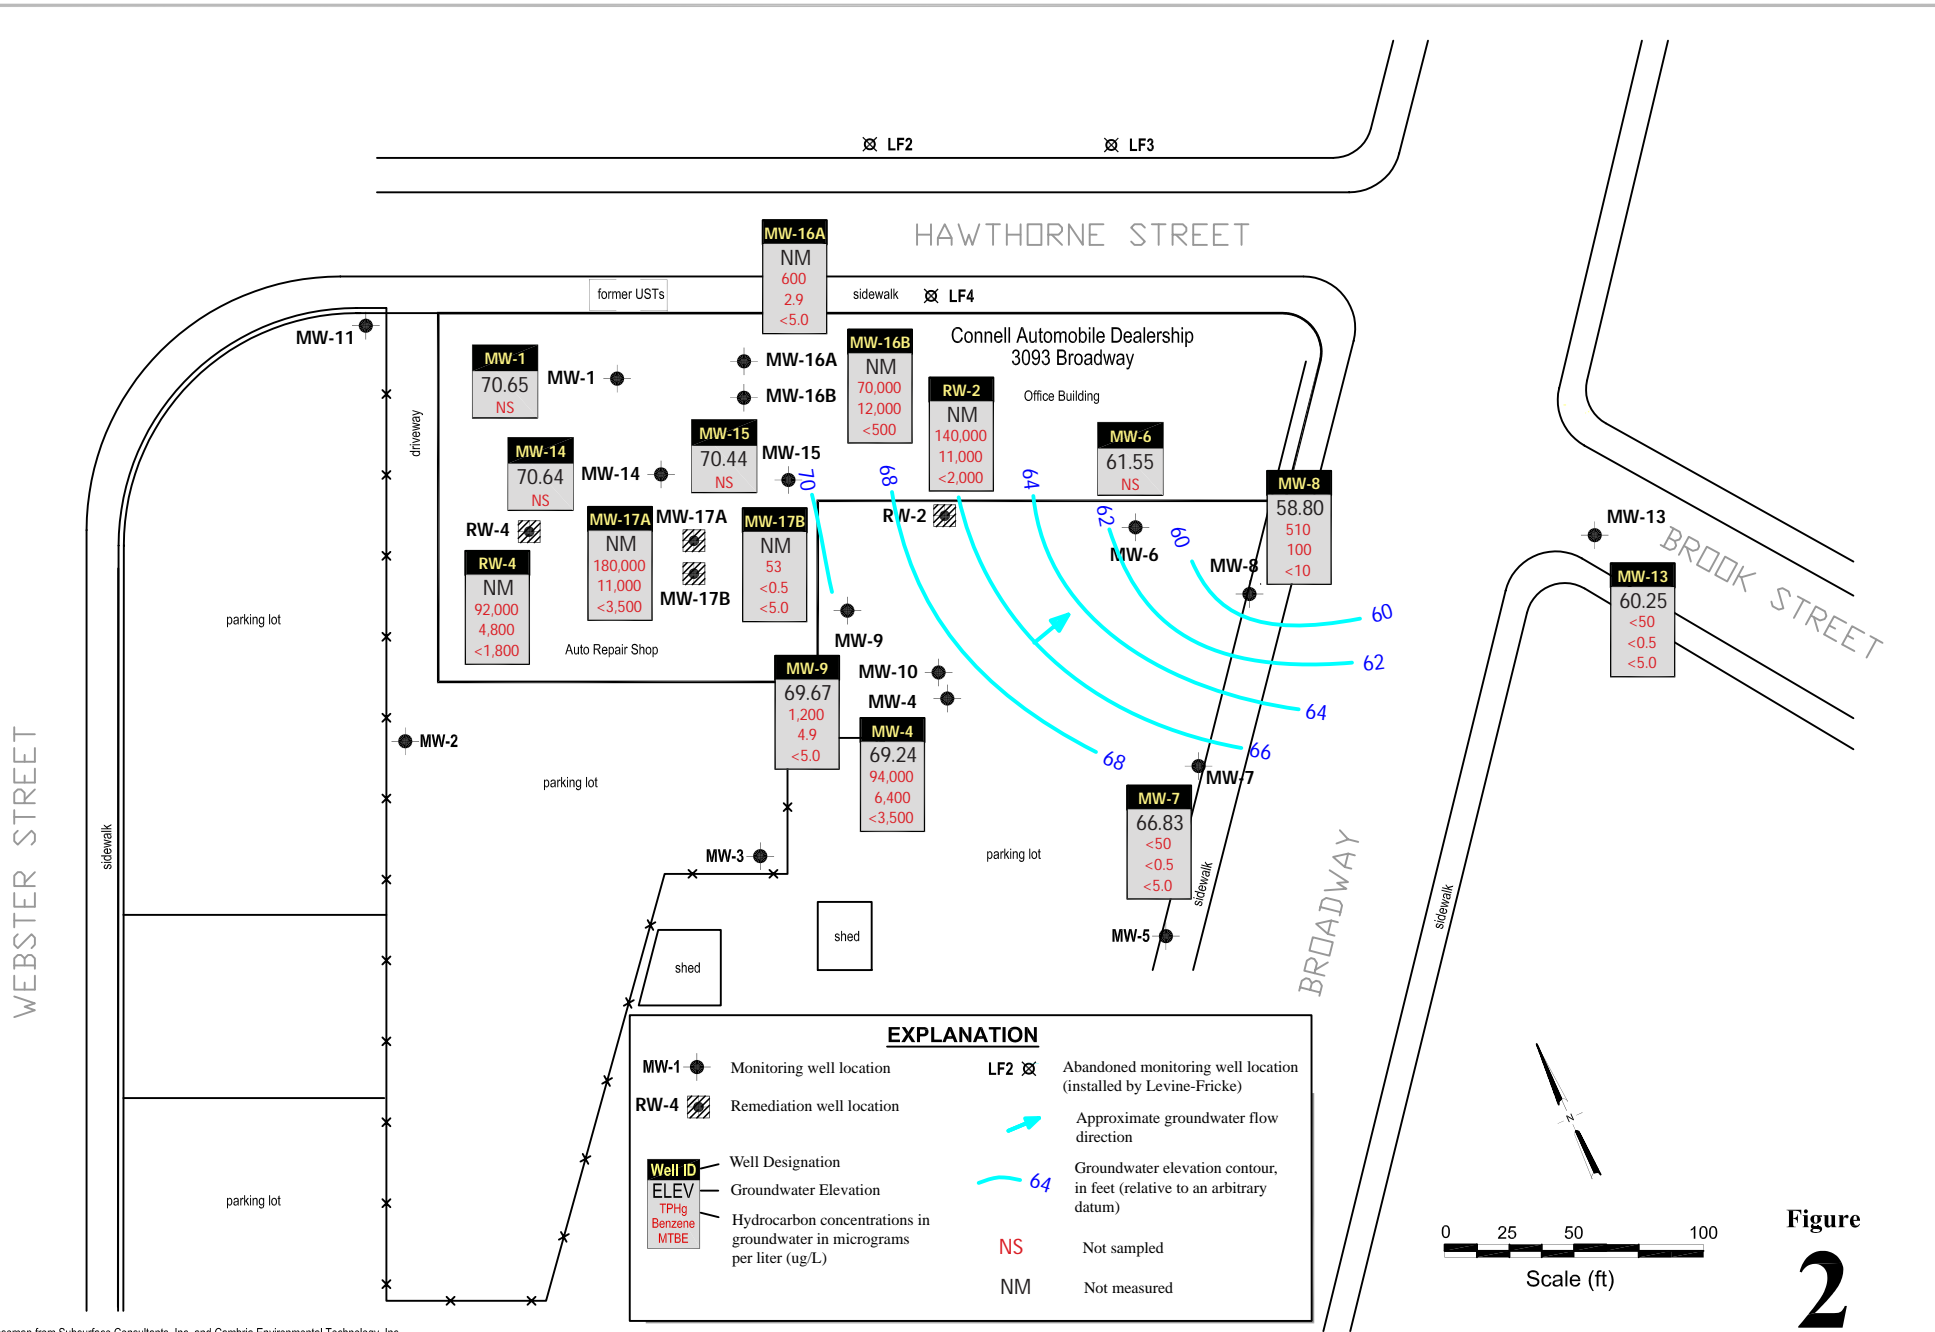 LF2
LF3
HAWTHORNE STREET
MW-16A
NM
600
2.9
<5.0
former USTs
sidewalk
LF4
MW-11
Connell Automobile Dealership
3093 Broadway
Office Building
MW-1
70.65
NS
MW-1
MW-16A
MW-16B
MW-16B
NM
70,000
12,000
<500
RW-2
NM
140,000
11,000
<2,000
driveway
MW-14
70.64
NS
MW-14
MW-15
70.44
NS
MW-15
70
68
64
62
60
MW-6
61.55
NS
MW-8
58.80
510
100
<10
RW-4
RW-4
NM
92,000
4,800
<1,800
MW-17A
NM
180,000
11,000
<3,500
MW-17A
MW-17B
MW-17B
NM
53
<0.5
<5.0
RW-2
MW-6
MW-8
MW-13
BROOK STREET
MW-13
60.25
<50
<0.5
<5.0
parking lot
Auto Repair Shop
MW-9
MW-10
MW-4
MW-9
69.67
1,200
4.9
<5.0
MW-4
69.24
94,000
6,400
<3,500
60
62
64
66
68
MW-7
MW-7
66.83
<50
<0.5
<5.0
MW-2
parking lot
MW-3
parking lot
WEBSTER STREET
sidewalk
sidewalk
BROADWAY
sidewalk
MW-5
shed
shed
parking lot
EXPLANATION
MW-1
Monitoring well location
RW-4
Remediation well location
Well ID
ELEV
TPHg
Benzene
MTBE
Well Designation
Groundwater Elevation
Hydrocarbon concentrations in
groundwater in micrograms
per liter (ug/L)
LF2
Abandoned monitoring well location
(installed by Levine-Fricke)
Approximate groundwater flow
direction
64
Groundwater elevation contour,
in feet (relative to an arbitrary
datum)
NS
Not sampled
NM
Not measured
N
0 25 50 100
Scale (ft)
Figure
2
from Subsurface Consultants, Inc. and Cambria Environmental Technology, Inc.